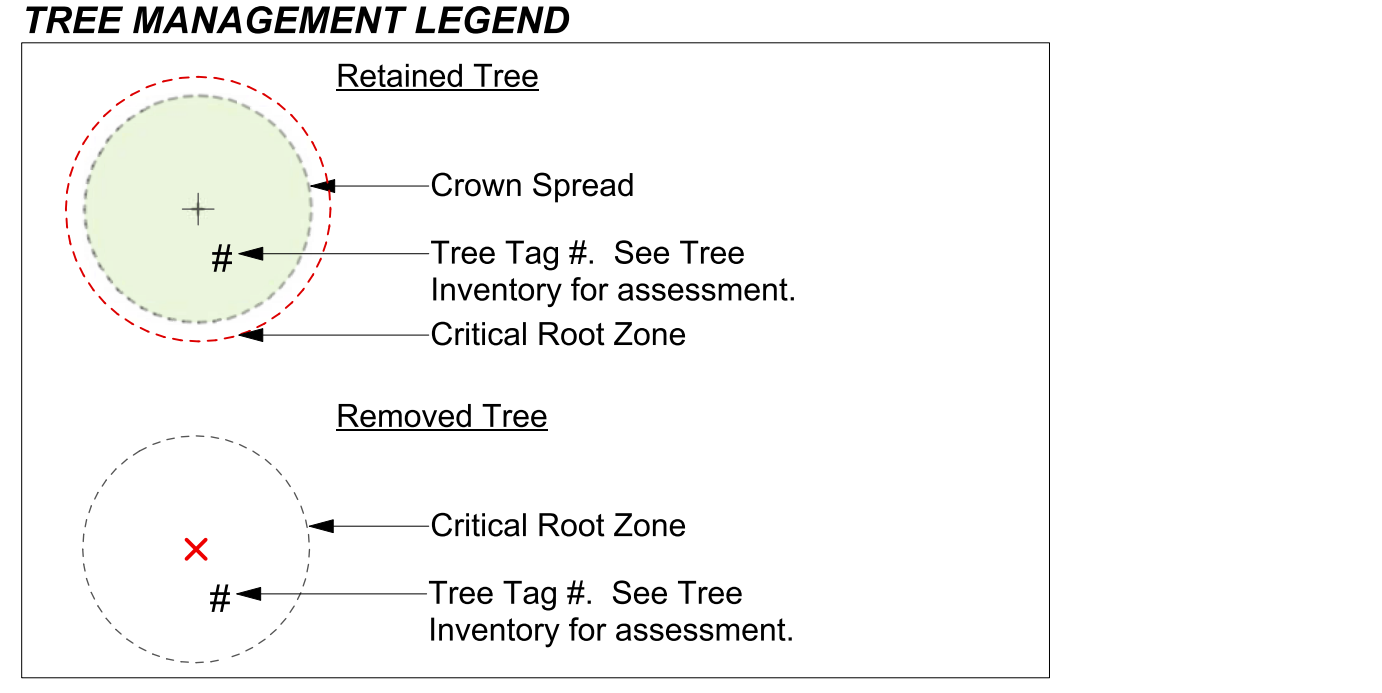 TREE MANAGEMENT LEGEND
Retained Tree
Crown Spread
# Tree Tag #.  See Tree
Inventory for assessment.
Critical Root Zone
Removed Tree
Critical Root Zone
# Tree Tag #.  See Tree
Inventory for assessment.